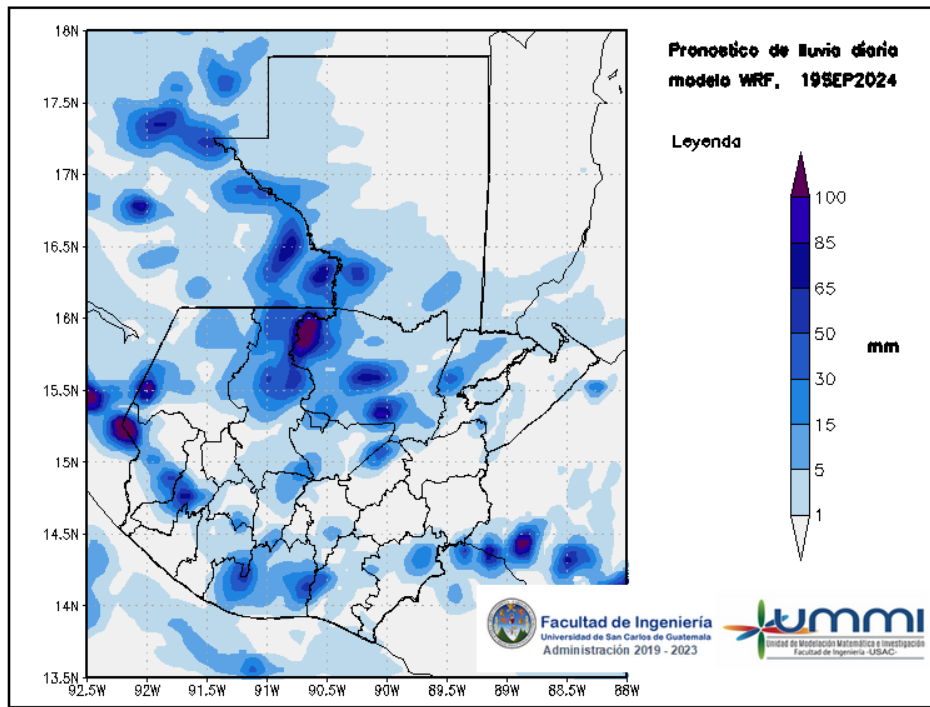 Pronostico de lluvia diaria
modelo WRF, 19SEP2024
Leyenda
100
85
65
50
30
15
5
1
mm
18N
17.5N
17N
16.5N
16N
15.5N
15N
14.5N
14N
13.5N
92.5W 92W 91.5W 91W 90.5W 90W 89.5W 89W 88.5W 88W
Facultad de Ingeniería
Universidad de San Carlos de Guatemala
Administración 2019 - 2023
UMMI
Unidad de Modelación Matemática e Investigación
Facultad de Ingeniería -USAC-